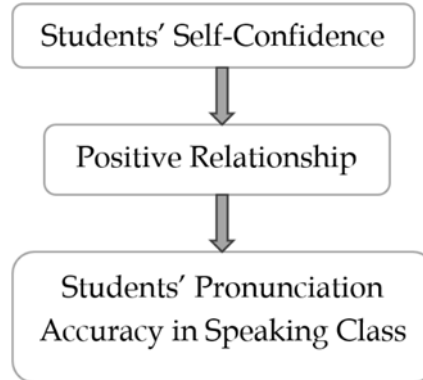 Students’ Self-Confidence
Positive Relationship
Students’ Pronunciation
Accuracy in Speaking Class